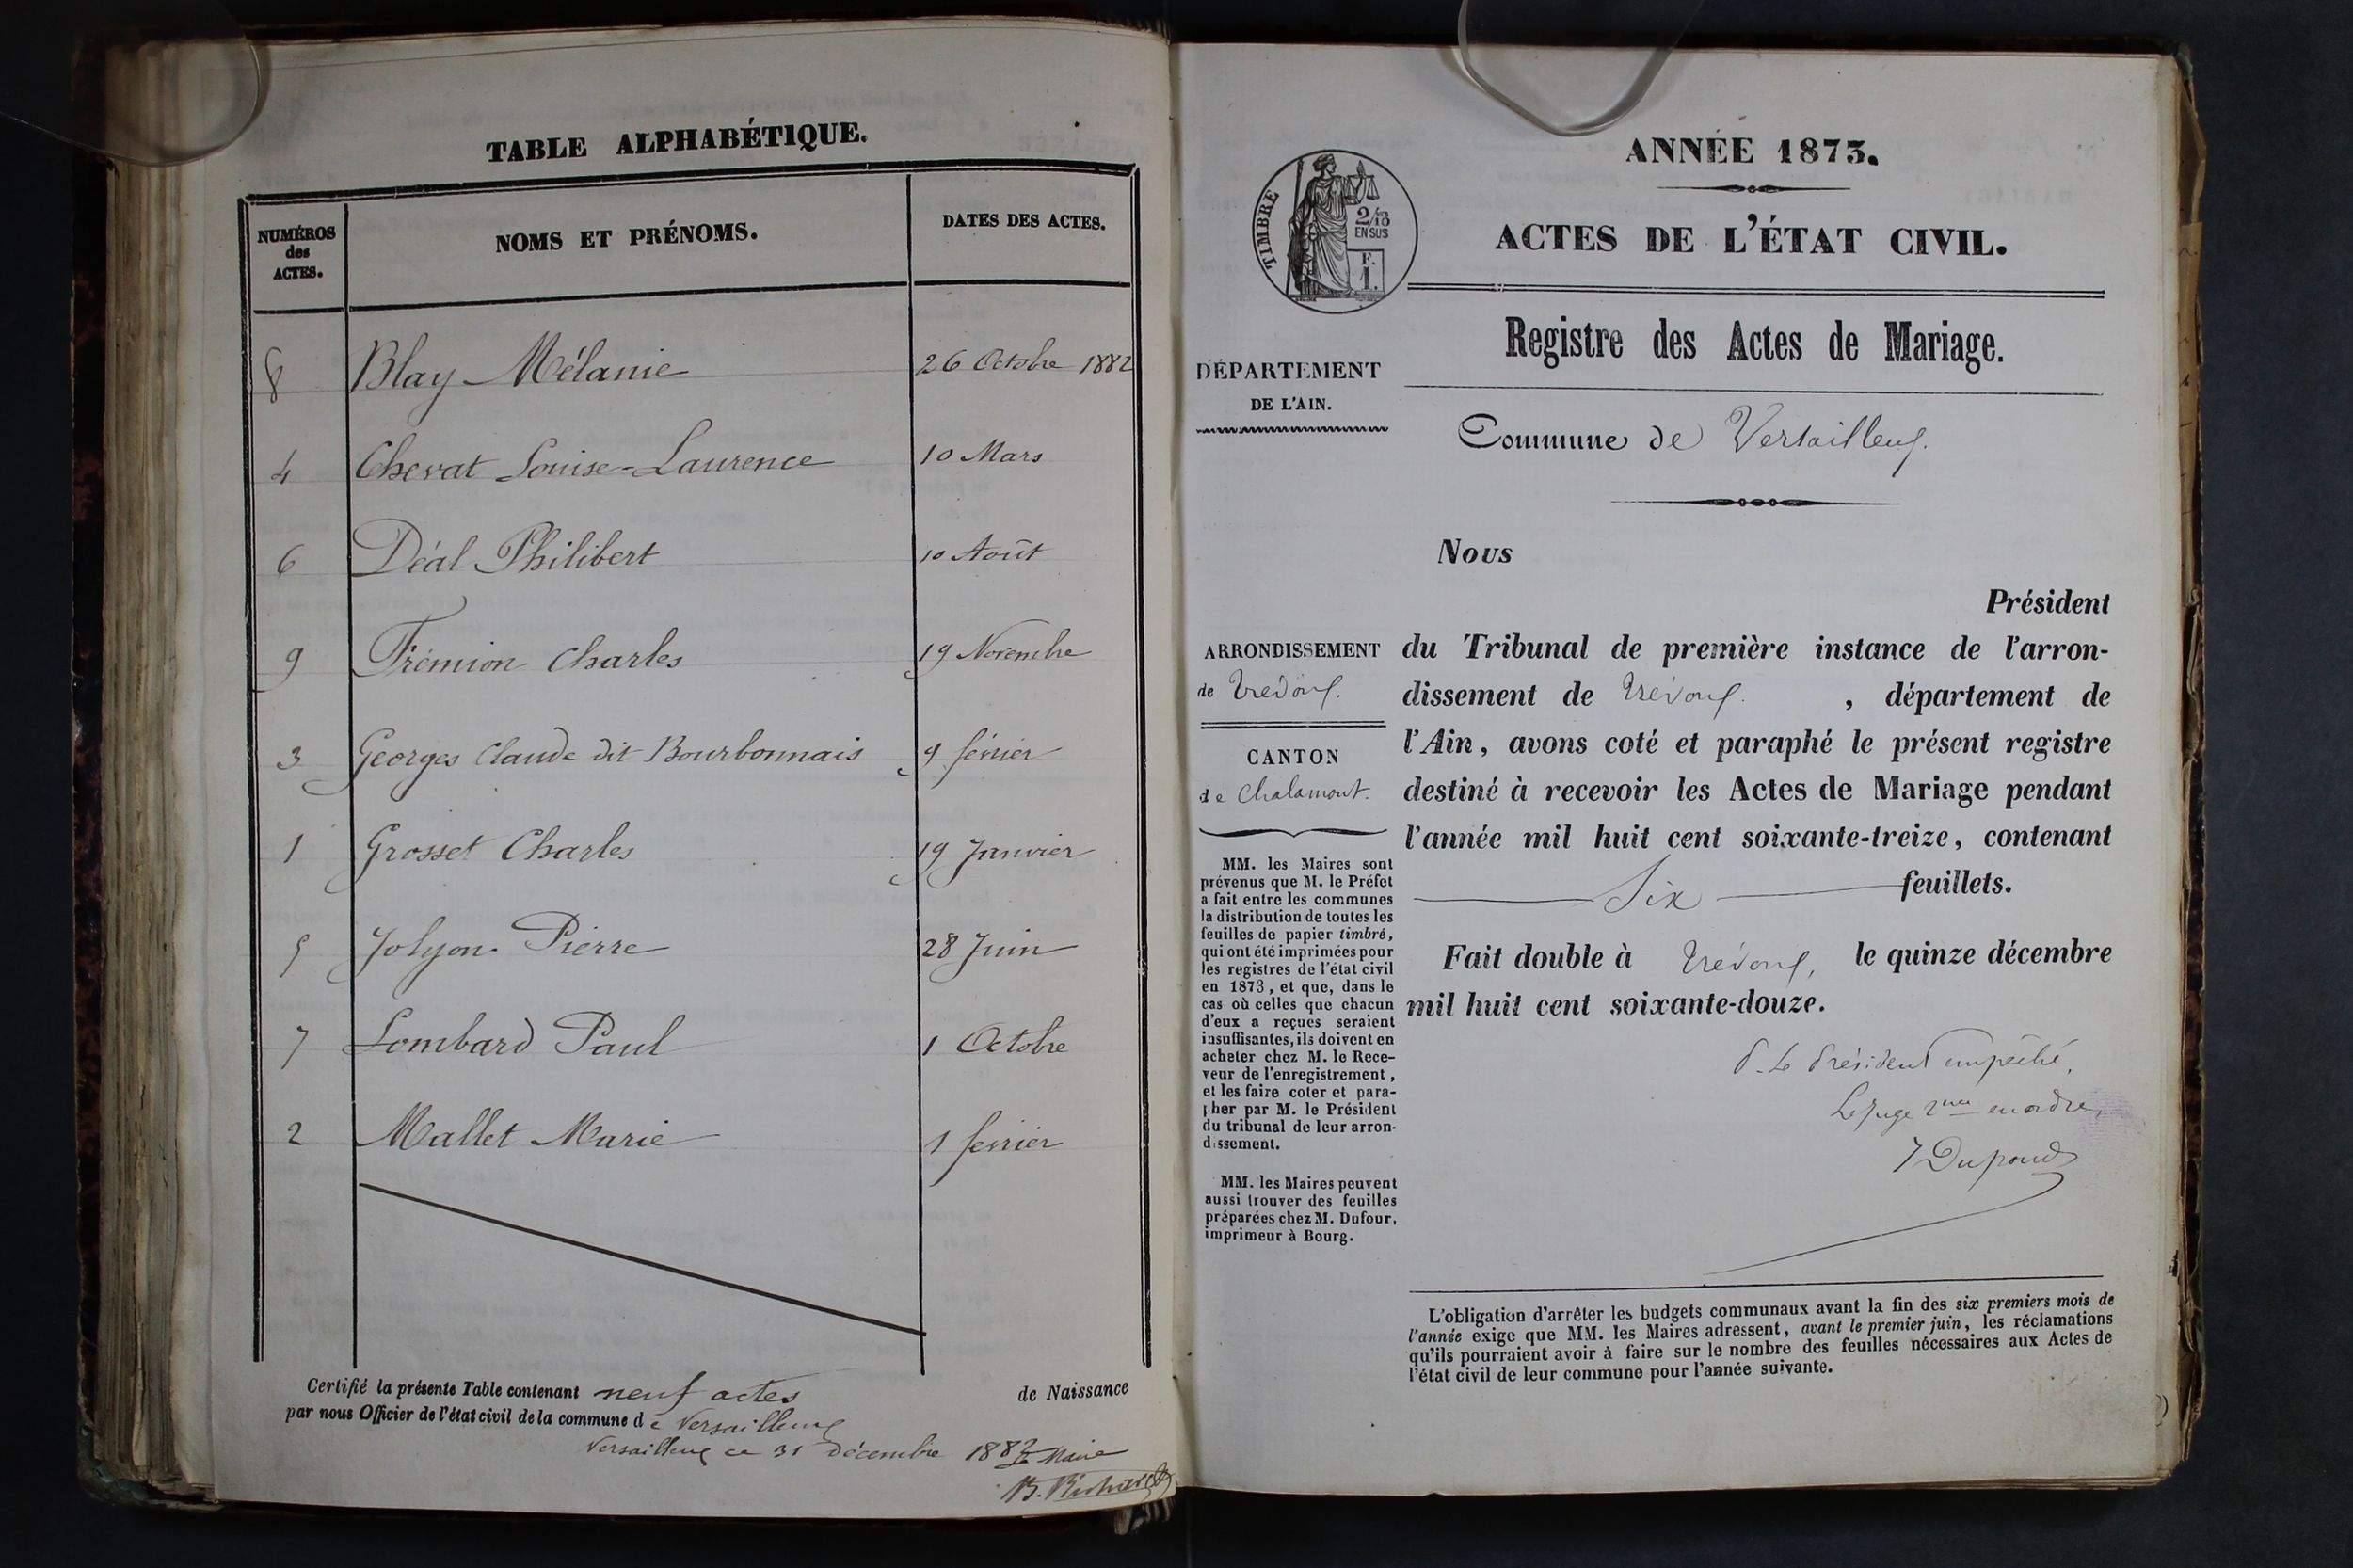 TABLE ALPHABÉTIQUE.
NUMÉROS des ACTES. NOMS ET PRÉNOMS. DATES DES ACTES.
8 Blay Mélanie 26 Octobre 1882
4 Chevat Louise-Laurence 10 Mars
6 Déal Philibert 10 Août
9 Frémion Charles 19 Novembre
3 Georges Claude dit Bourbonnais 9 février
1 Grosset Charles 19 Janvier
5 Jolyon Pierre 28 Juin
7 Lombard Paul 1 Octobre
2 Mallet Marie 1 février
Certifié la présente Table contenant neuf actes de Naissance
par nous Officier de l'état civil de la commune de Versailleux
Versailleux ce 31 décembre 1882
Le Maire
ANNÉE 1873.
TIMBRE
2/10
EN SUS
F.
1.
ACTES DE L'ÉTAT CIVIL.
Registre des Actes de Mariage.
DÉPARTEMENT
DE L'AIN.
Commune de Versailleux.
ARRONDISSEMENT
de Trévoux.
CANTON
de Chalamont.
MM. les Maires sont
prévenus que M. le Préfet
a fait entre les communes
la distribution de toutes les
feuilles de papier timbré,
qui ont été imprimées pour
les registres de l'état civil
en 1873, et que, dans le
cas où celles que chacun
d'eux a reçues seraient
insuffisantes, ils doivent en
acheter chez M. le Rece-
veur de l'enregistrement,
et les faire coter et para-
pher par M. le Président
du tribunal de leur arron-
dissement.
MM. les Maires peuvent
aussi trouver des feuilles
préparées chez M. Dufour,
imprimeur à Bourg.
Nous
Président
du Tribunal de première instance de l'arron-
dissement de Trévoux. , département de
l'Ain, avons coté et paraphé le présent registre
destiné à recevoir les Actes de Mariage pendant
l'année mil huit cent soixante-treize, contenant
Six feuillets.
Fait double à Trévoux, le quinze décembre
mil huit cent soixante-douze.
P. Le Président empêché,
Le Juge 2me en ordre,
Dupond
L'obligation d'arrêter les budgets communaux avant la fin des six premiers mois de
l'année exige que MM. les Maires adressent, avant le premier juin, les réclamations
qu'ils pourraient avoir à faire sur le nombre des feuilles nécessaires aux Actes de
l'état civil de leur commune pour l'année suivante.